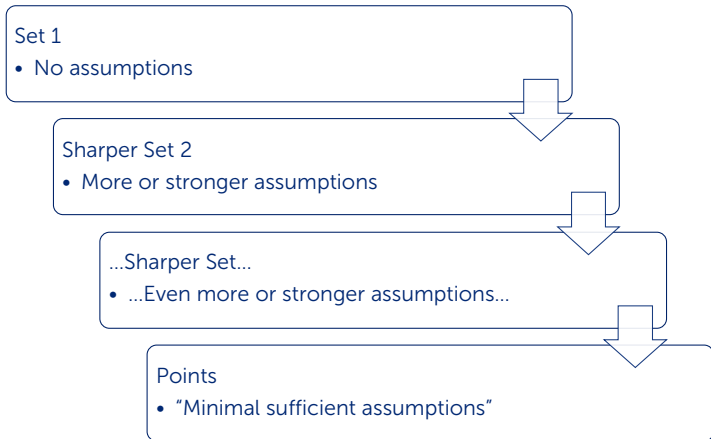 Set 1
• No assumptions
Sharper Set 2
• More or stronger assumptions
...Sharper Set...
• ...Even more or stronger assumptions...
Points
• "Minimal sufficient assumptions"